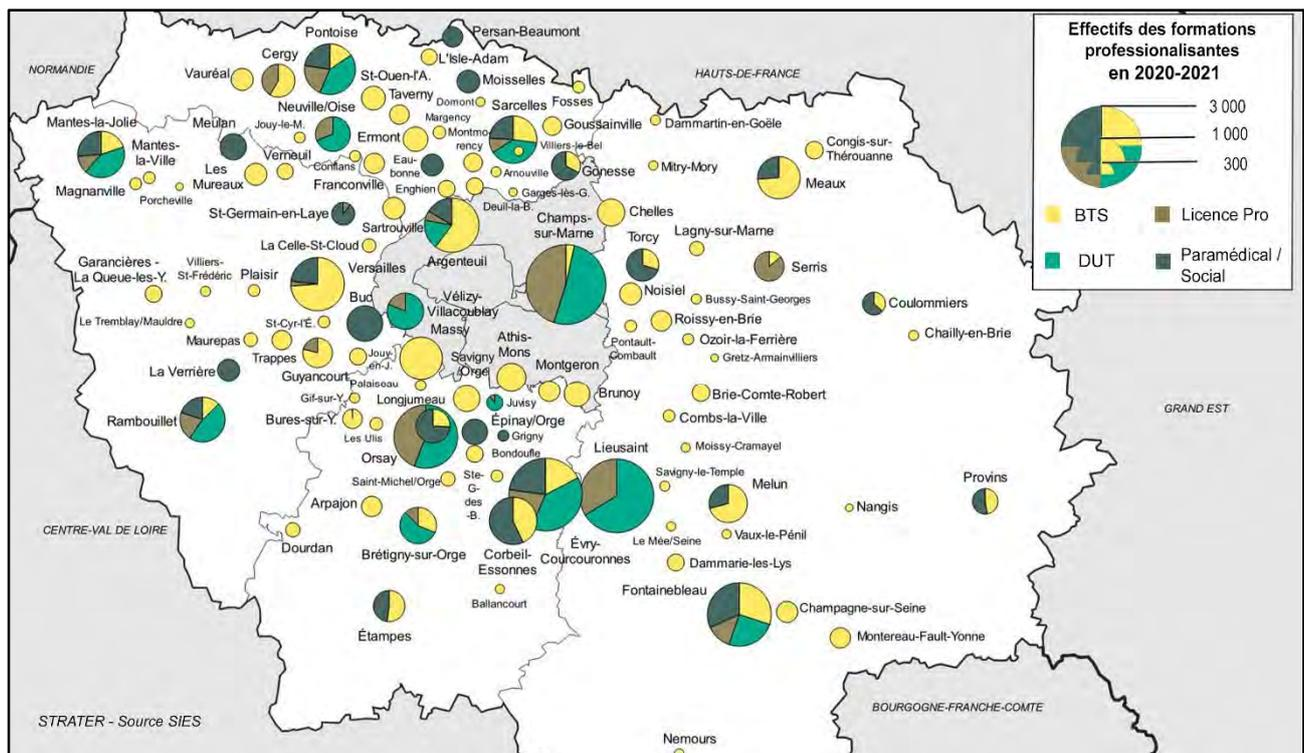 Effectifs des formations
professionalisantes
en 2020-2021
3 000
1 000
300
BTS
Licence Pro
DUT
Paramédical /
Social
NORMANDIE
HAUTS-DE-FRANCE
GRAND EST
CENTRE-VAL DE LOIRE
BOURGOGNE-FRANCHE-COMTE
Persan-Beaumont
Pontoise
Cergy
L'Isle-Adam
Vauréal
St-Ouen-l'A.
Moisselles
Taverny
Domont
Sarcelles
Fosses
Neuville/Oise
Margency
Goussainville
Dammartin-en-Goële
Mantes-la-Jolie
Meulan
Jouy-le-M.
Ermont
Montmo-
rency
Villiers-le-Bel
Congis-sur-
Thérouanne
Mantes-
la-Ville
Verneuil
Conflans
Eau-
bonne
Arnouville
Gonesse
Mitry-Mory
Meaux
Les
Mureaux
Magnanville
Porcheville
Franconville
Enghien
Garges-lès-G.
Deuil-la-B.
St-Germain-en-Laye
Sartrouville
Champs-
sur-Marne
Chelles
La Celle-St-Cloud
Argenteuil
Torcy
Lagny-sur-Marne
Garancières -
La Queue-les-Y.
Villiers-
St-Frédéric
Plaisir
Versailles
Serris
Buc
Vélizy-
Villacoublay
Noisiel
Bussy-Saint-Georges
Coulommiers
Le Tremblay/Mauldre
St-Cyr-l'É.
Massy
Roissy-en-Brie
Chailly-en-Brie
Maurepas
Trappes
Guyancourt
Jouy-
en-J.
Savigny
/Orge
Athis-
Mons
Pontault-
Combault
Ozoir-la-Ferrière
Gretz-Armainvilliers
La Verrière
Palaiseau
Montgeron
Brunoy
Brie-Comte-Robert
Gif-sur-Y.
Longjumeau
Juvisy
Combs-la-Ville
Rambouillet
Bures-sur-Y.
Les Ulis
Épinay/Orge
Grigny
Moissy-Cramayel
Orsay
Bondoufle
Lieusaint
Saint-Michel/Orge
Ste-
G-
des
-B.
Savigny-le-Temple
Melun
Provins
Arpajon
Nangis
Dourdan
Brétigny-sur-Orge
Corbeil-
Essonnes
Évry-
Courcouronnes
Le Mée/Seine
Vaux-le-Pénil
Dammarie-les-Lys
Ballancourt
Fontainebleau
Champagne-sur-Seine
Étampes
Montereau-Fault-Yonne
Nemours
STRATER - Source SIES